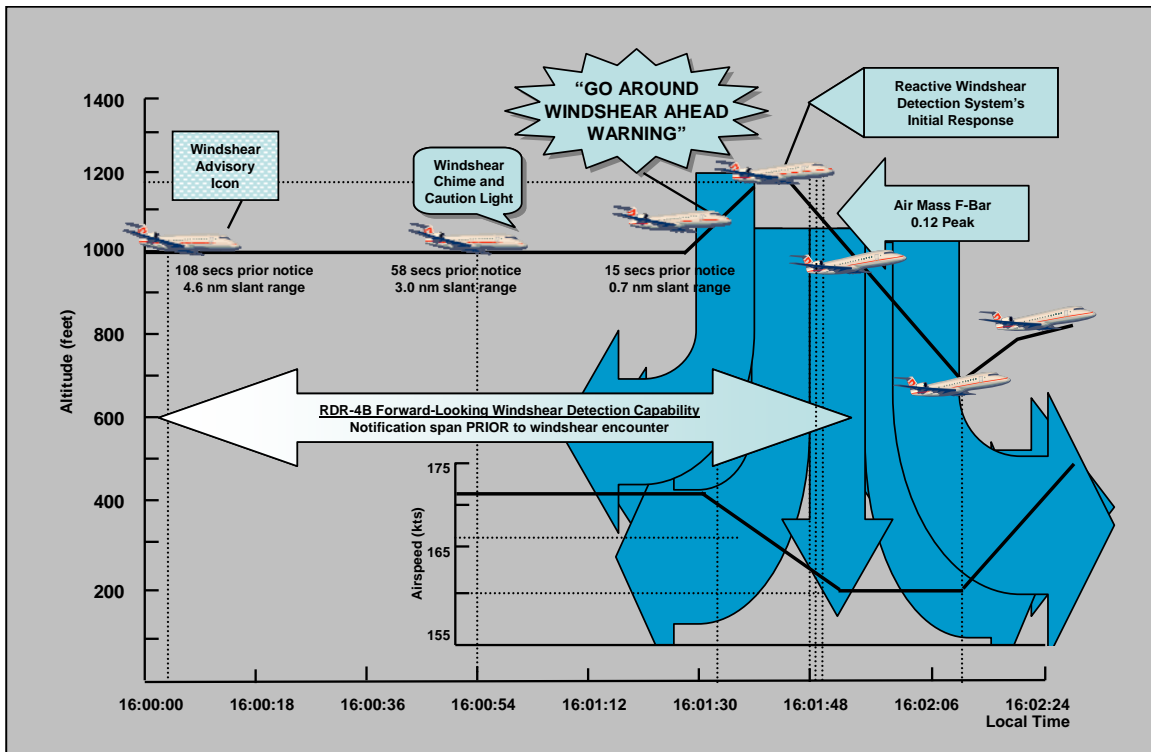 “GO AROUND
WINDSHEAR AHEAD
WARNING”
Reactive Windshear
Detection System’s
Initial Response
Windshear
Advisory
Icon
Windshear
Chime and
Caution Light
Air Mass F-Bar
0.12 Peak
108 secs prior notice
4.6 nm slant range
58 secs prior notice
3.0 nm slant range
15 secs prior notice
0.7 nm slant range
Altitude (feet)
1400
1200
1000
800
600
400
200
RDR-4B Forward-Looking Windshear Detection Capability
Notification span PRIOR to windshear encounter
Airspeed (kts)
175
165
155
16:00:00 16:00:18 16:00:36 16:00:54 16:01:12 16:01:30 16:01:48 16:02:06 16:02:24
Local Time